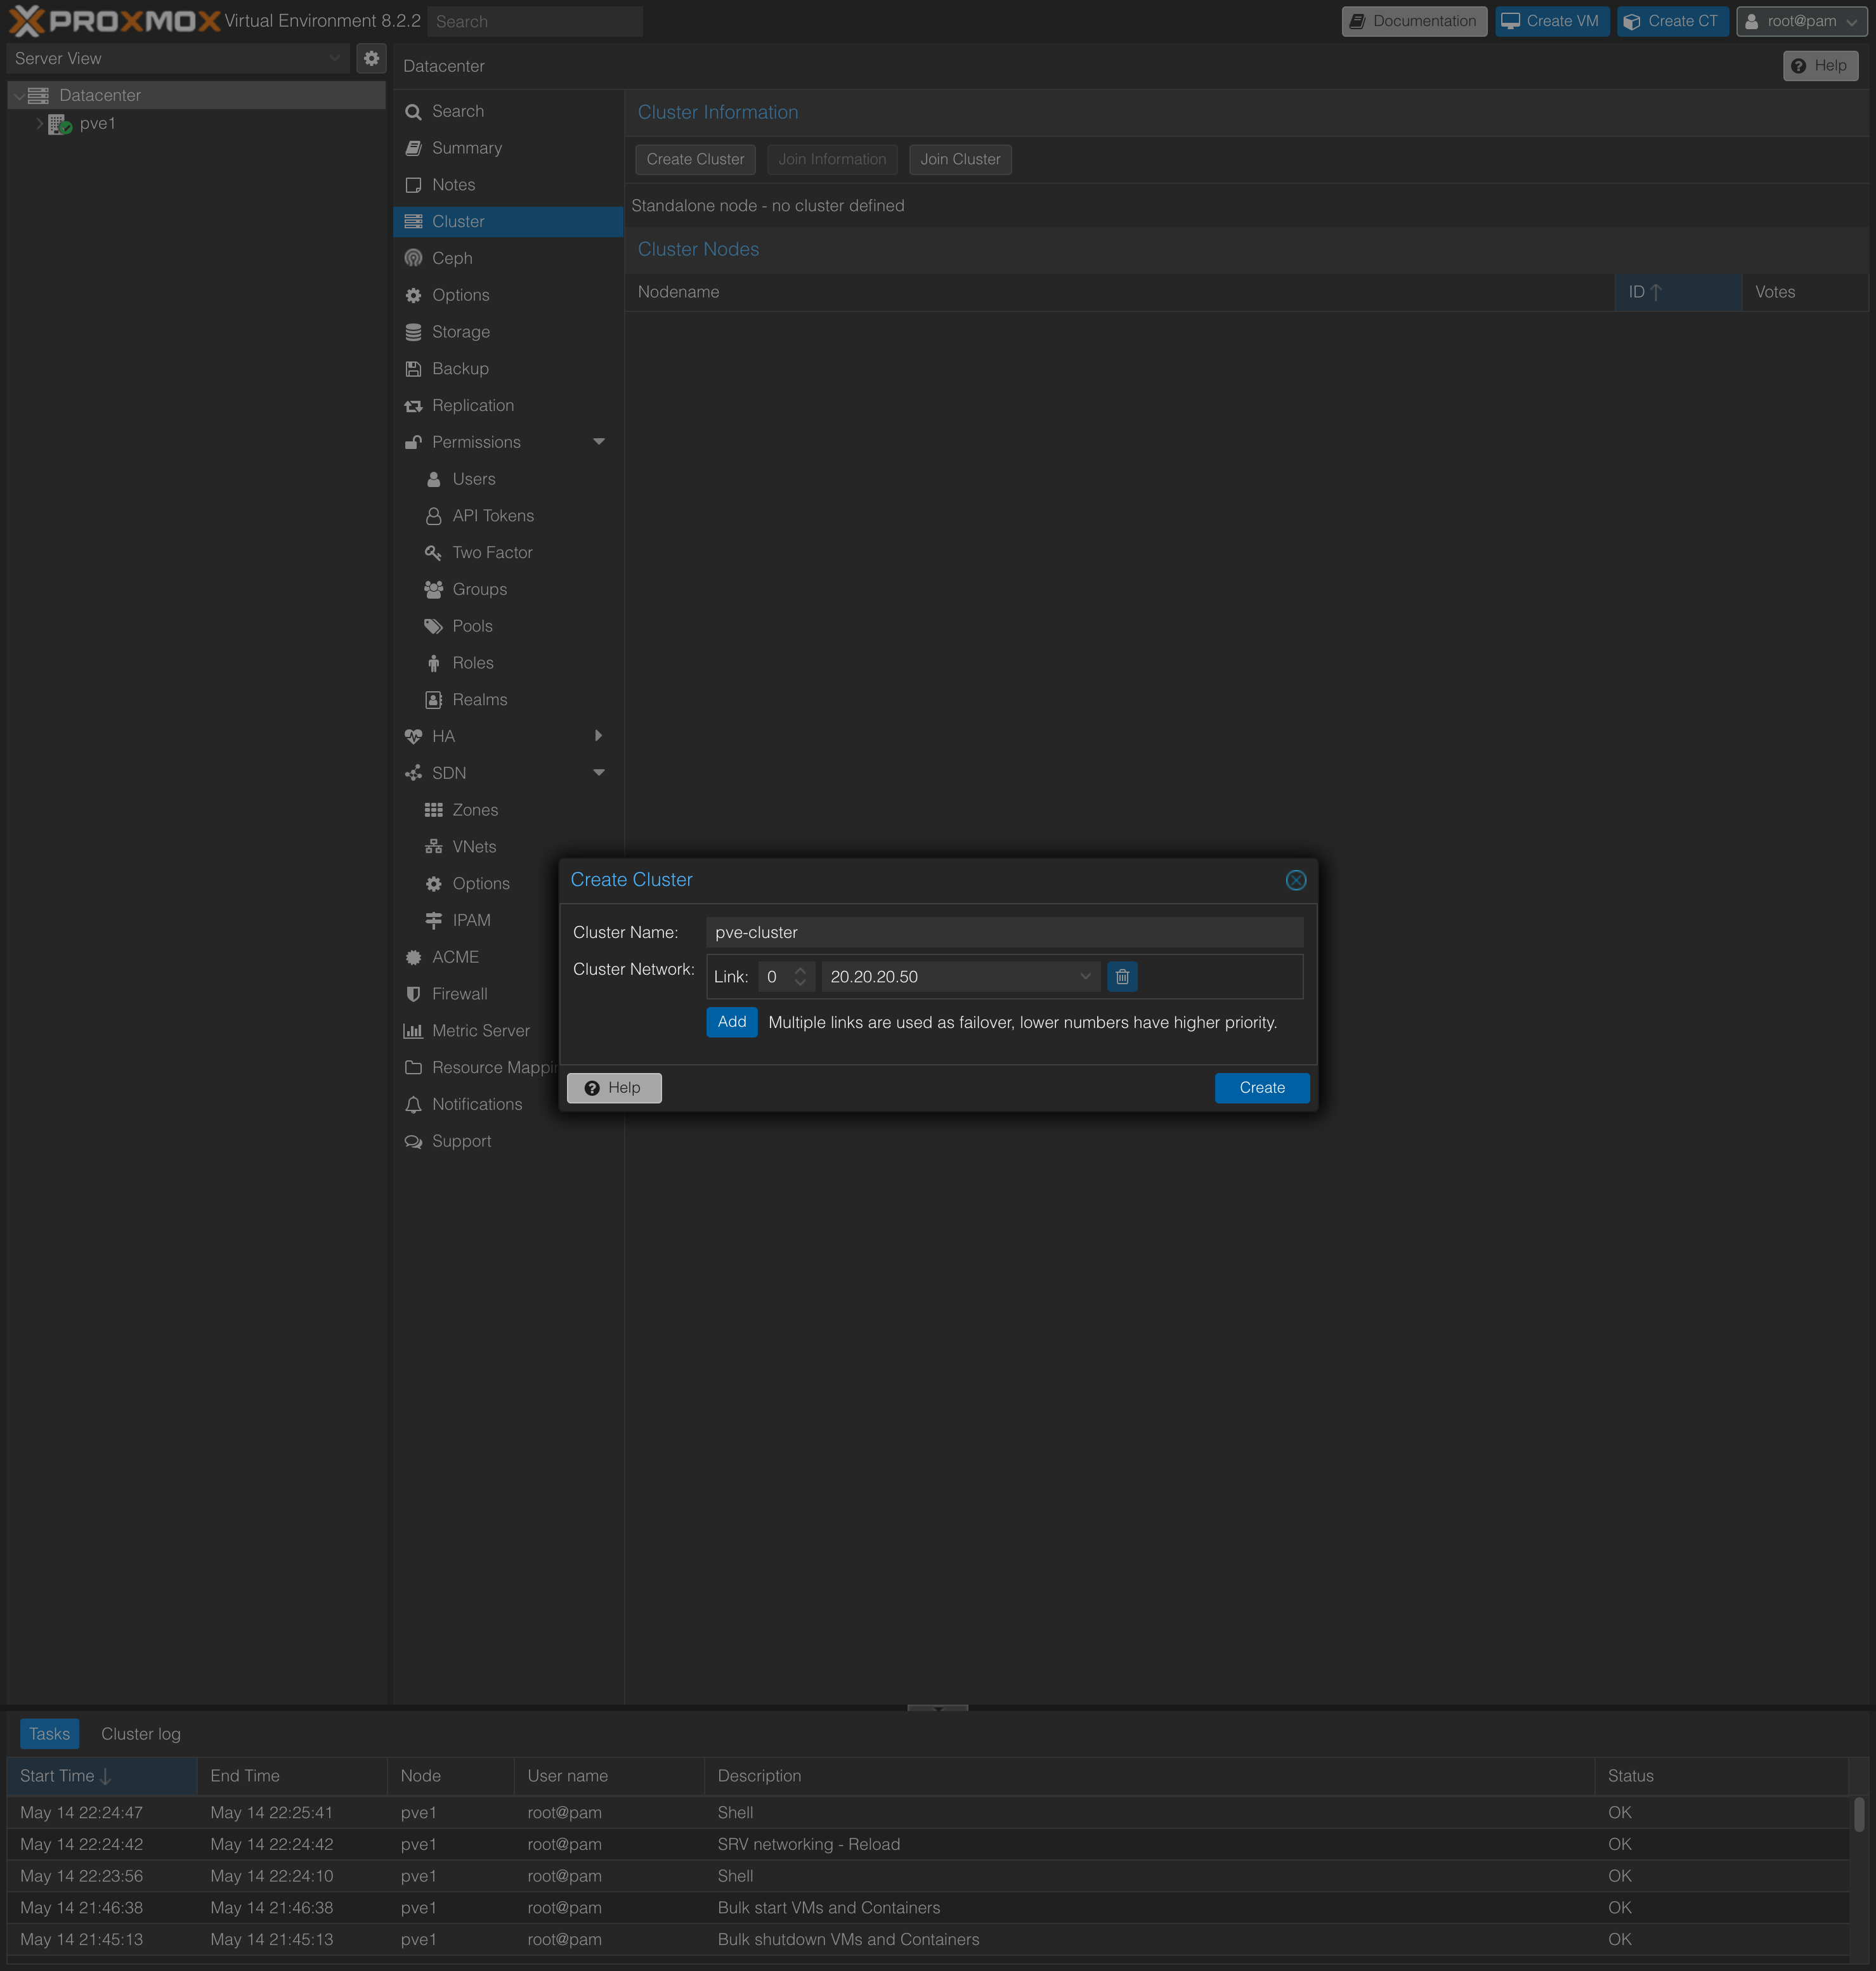 PROXMOX Virtual Environment 8.2.2 Search Documentation Create VM Create CT root@pam
Server View
Datacenter
pve1
Datacenter Help
Search
Summary
Notes
Cluster
Ceph
Options
Storage
Backup
Replication
Permissions
Users
API Tokens
Two Factor
Groups
Pools
Roles
Realms
HA
SDN
Zones
VNets
Options
IPAM
ACME
Firewall
Metric Server
Resource Mappin
Notifications
Support
Cluster Information
Create Cluster Join Information Join Cluster
Standalone node - no cluster defined
Cluster Nodes
Nodename ID Votes
Create Cluster
Cluster Name: pve-cluster
Cluster Network: Link: 0 20.20.20.50
Add Multiple links are used as failover, lower numbers have higher priority.
Help Create
Tasks Cluster log
Start Time End Time Node User name Description Status
May 14 22:24:47 May 14 22:25:41 pve1 root@pam Shell OK
May 14 22:24:42 May 14 22:24:42 pve1 root@pam SRV networking - Reload OK
May 14 22:23:56 May 14 22:24:10 pve1 root@pam Shell OK
May 14 21:46:38 May 14 21:46:38 pve1 root@pam Bulk start VMs and Containers OK
May 14 21:45:13 May 14 21:45:13 pve1 root@pam Bulk shutdown VMs and Containers OK